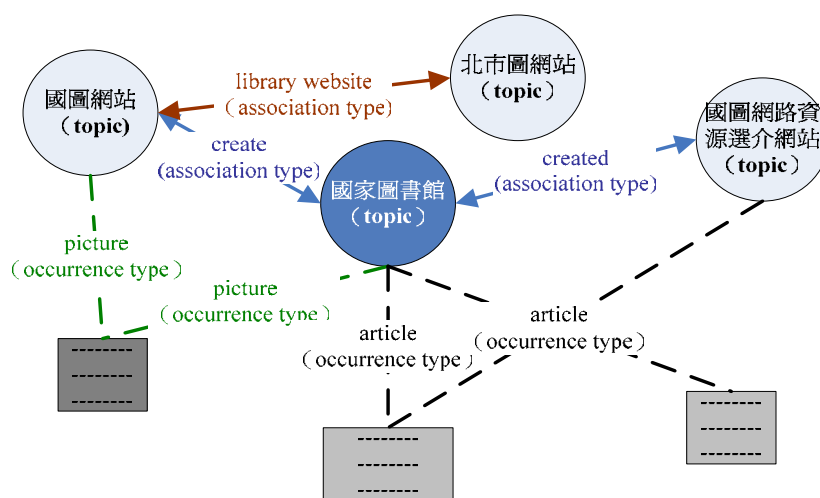 國圖網站
（topic）
library website
（association type）
北市圖網站
（topic）
國圖網路資
源選介網站
（topic）
create
(association type)
國家圖書館
（topic）
created
(association type)
picture
（occurrence type）
picture
（occurrence type）
article
（occurrence type）
article
（occurrence type）